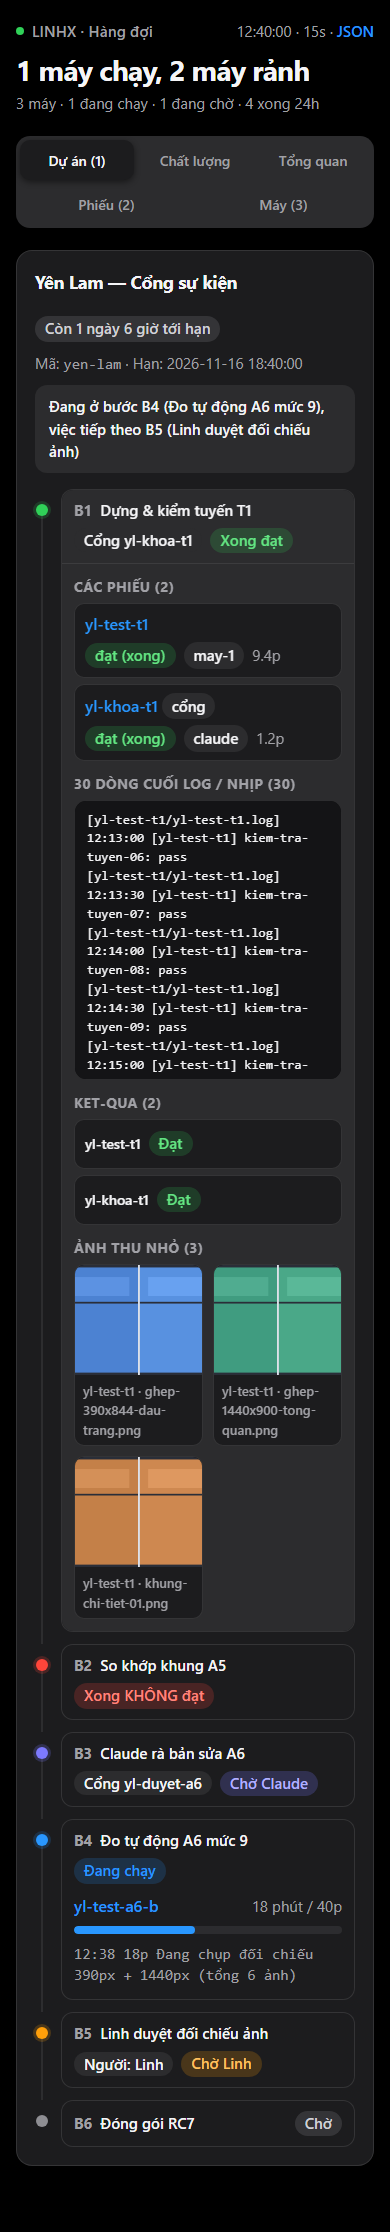 LINHX · Hàng đợi
12:40:00 · 15s · JSON
1 máy chạy, 2 máy rảnh
3 máy · 1 đang chạy · 1 đang chờ · 4 xong 24h
Dự án (1)
Chất lượng
Tổng quan
Phiếu (2)
Máy (3)
Yên Lam — Cổng sự kiện
Còn 1 ngày 6 giờ tới hạn
Mã: yen-lam · Hạn: 2026-11-16 18:40:00
Đang ở bước B4 (Đo tự động A6 mức 9),
việc tiếp theo B5 (Linh duyệt đối chiếu
ảnh)
B1 Dựng & kiểm tuyến T1
Cổng yl-khoa-t1
Xong đạt
CÁC PHIẾU (2)
yl-test-t1
đạt (xong)
may-1
9.4p
yl-khoa-t1
cổng
đạt (xong)
claude
1.2p
30 DÒNG CUỐI LOG / NHỊP (30)
[yl-test-t1/yl-test-t1.log]
12:13:00 [yl-test-t1] kiem-tra-
tuyen-06: pass
[yl-test-t1/yl-test-t1.log]
12:13:30 [yl-test-t1] kiem-tra-
tuyen-07: pass
[yl-test-t1/yl-test-t1.log]
12:14:00 [yl-test-t1] kiem-tra-
tuyen-08: pass
[yl-test-t1/yl-test-t1.log]
12:14:30 [yl-test-t1] kiem-tra-
tuyen-09: pass
[yl-test-t1/yl-test-t1.log]
12:15:00 [yl-test-t1] kiem-tra-
KET-QUA (2)
yl-test-t1
Đạt
yl-khoa-t1
Đạt
ẢNH THU NHỎ (3)
yl-test-t1 · ghep-
390x844-dau-
trang.png
yl-test-t1 · ghep-
1440x900-tong-
quan.png
yl-test-t1 · khung-
chi-tiet-01.png
B2 So khớp khung A5
Xong KHÔNG đạt
B3 Claude rà bản sửa A6
Cổng yl-duyet-a6
Chờ Claude
B4 Đo tự động A6 mức 9
Đang chạy
yl-test-a6-b
18 phút / 40p
12:38 18p Đang chụp đối chiếu
390px + 1440px (tổng 6 ảnh)
B5 Linh duyệt đối chiếu ảnh
Người: Linh
Chờ Linh
B6 Đóng gói RC7
Chờ